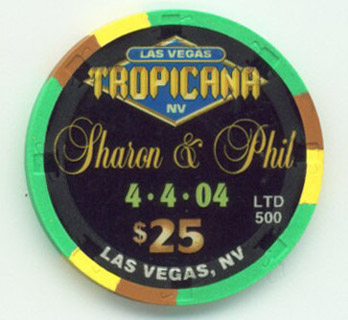 LAS VEGAS
TROPICANA
NV
Sharon & Phil
4·4·04
LTD
500
$25
LAS VEGAS, NV